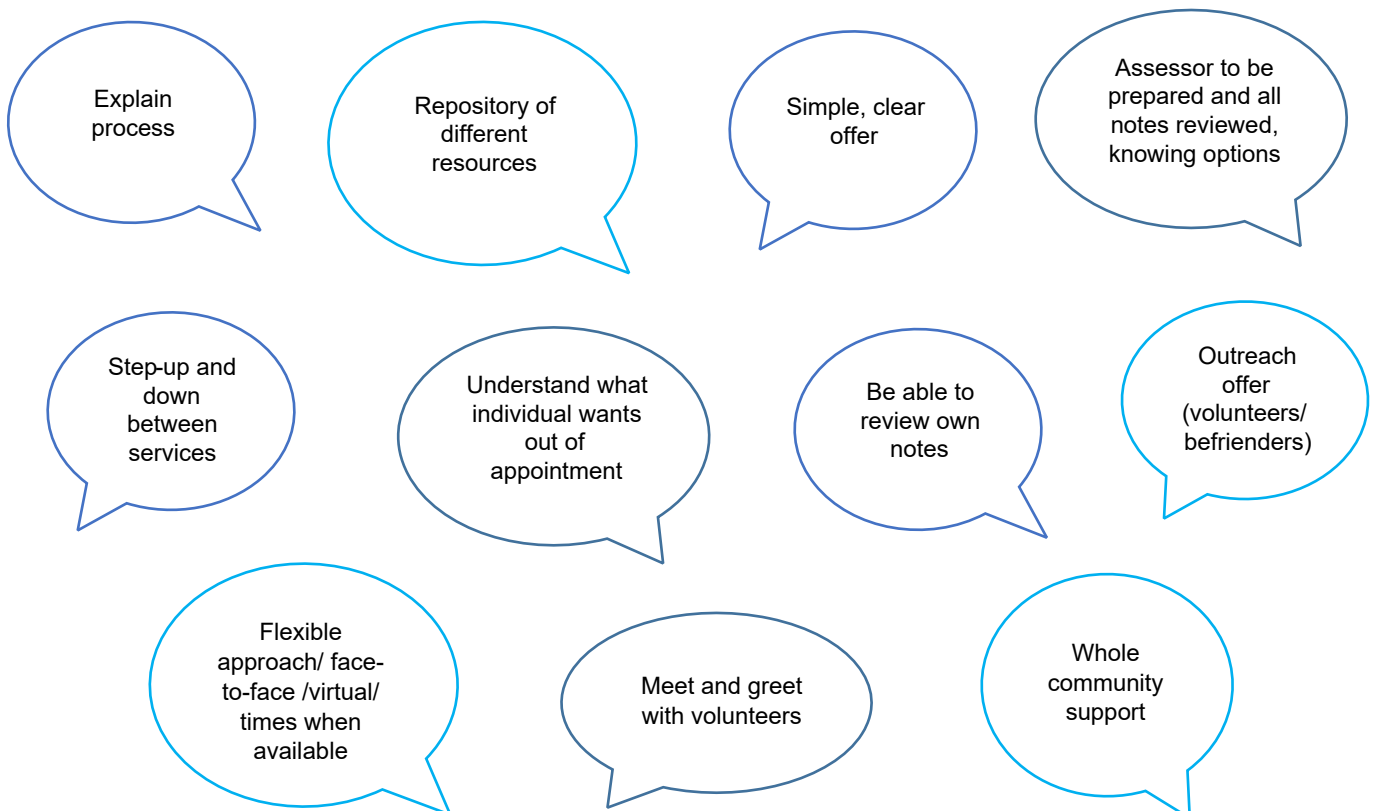 Explain
process
Repository of
different
resources
Simple, clear
offer
Assessor to be
prepared and all
notes reviewed,
knowing options
Step-up and
down
between
services
Understand what
individual wants
out of
appointment
Be able to
review own
notes
Outreach
offer
(volunteers/
befrienders)
Flexible
approach/ face-
to-face /virtual/
times when
available
Meet and greet
with volunteers
Whole
community
support